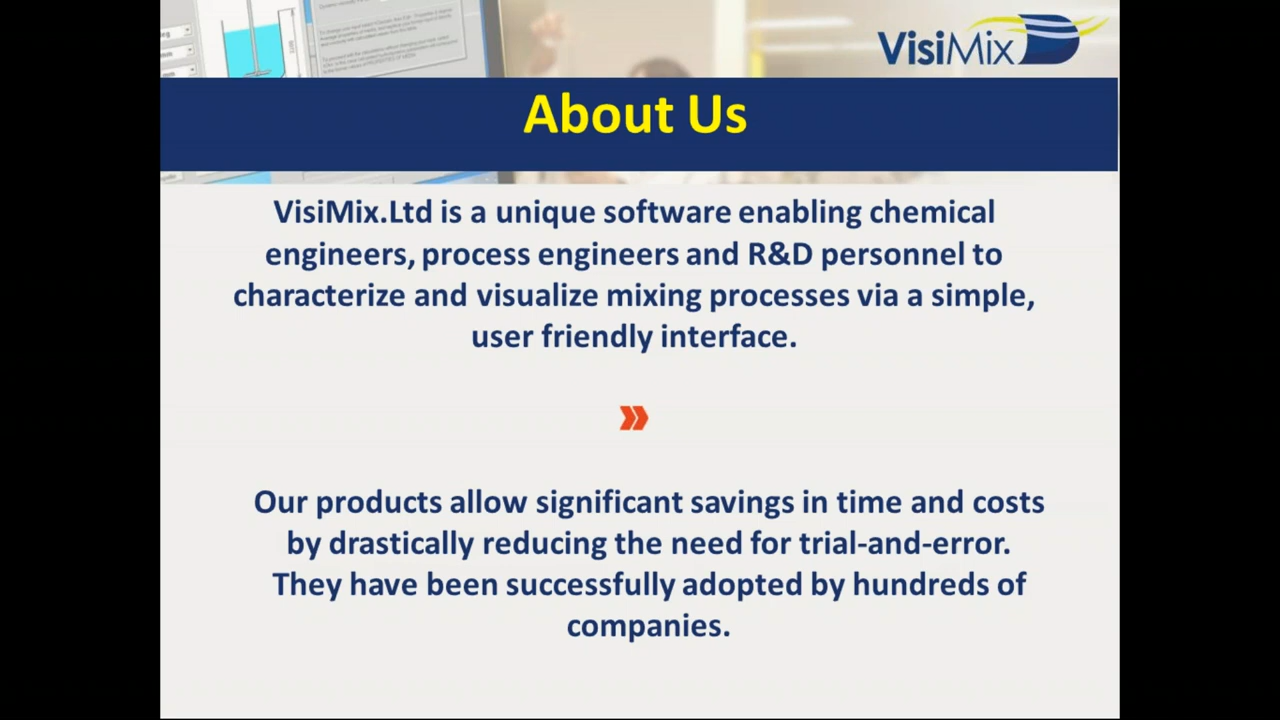 VisiMix
About Us
VisiMix.Ltd is a unique software enabling chemical
engineers, process engineers and R&D personnel to
characterize and visualize mixing processes via a simple,
user friendly interface.
Our products allow significant savings in time and costs
by drastically reducing the need for trial-and-error.
They have been successfully adopted by hundreds of
companies.